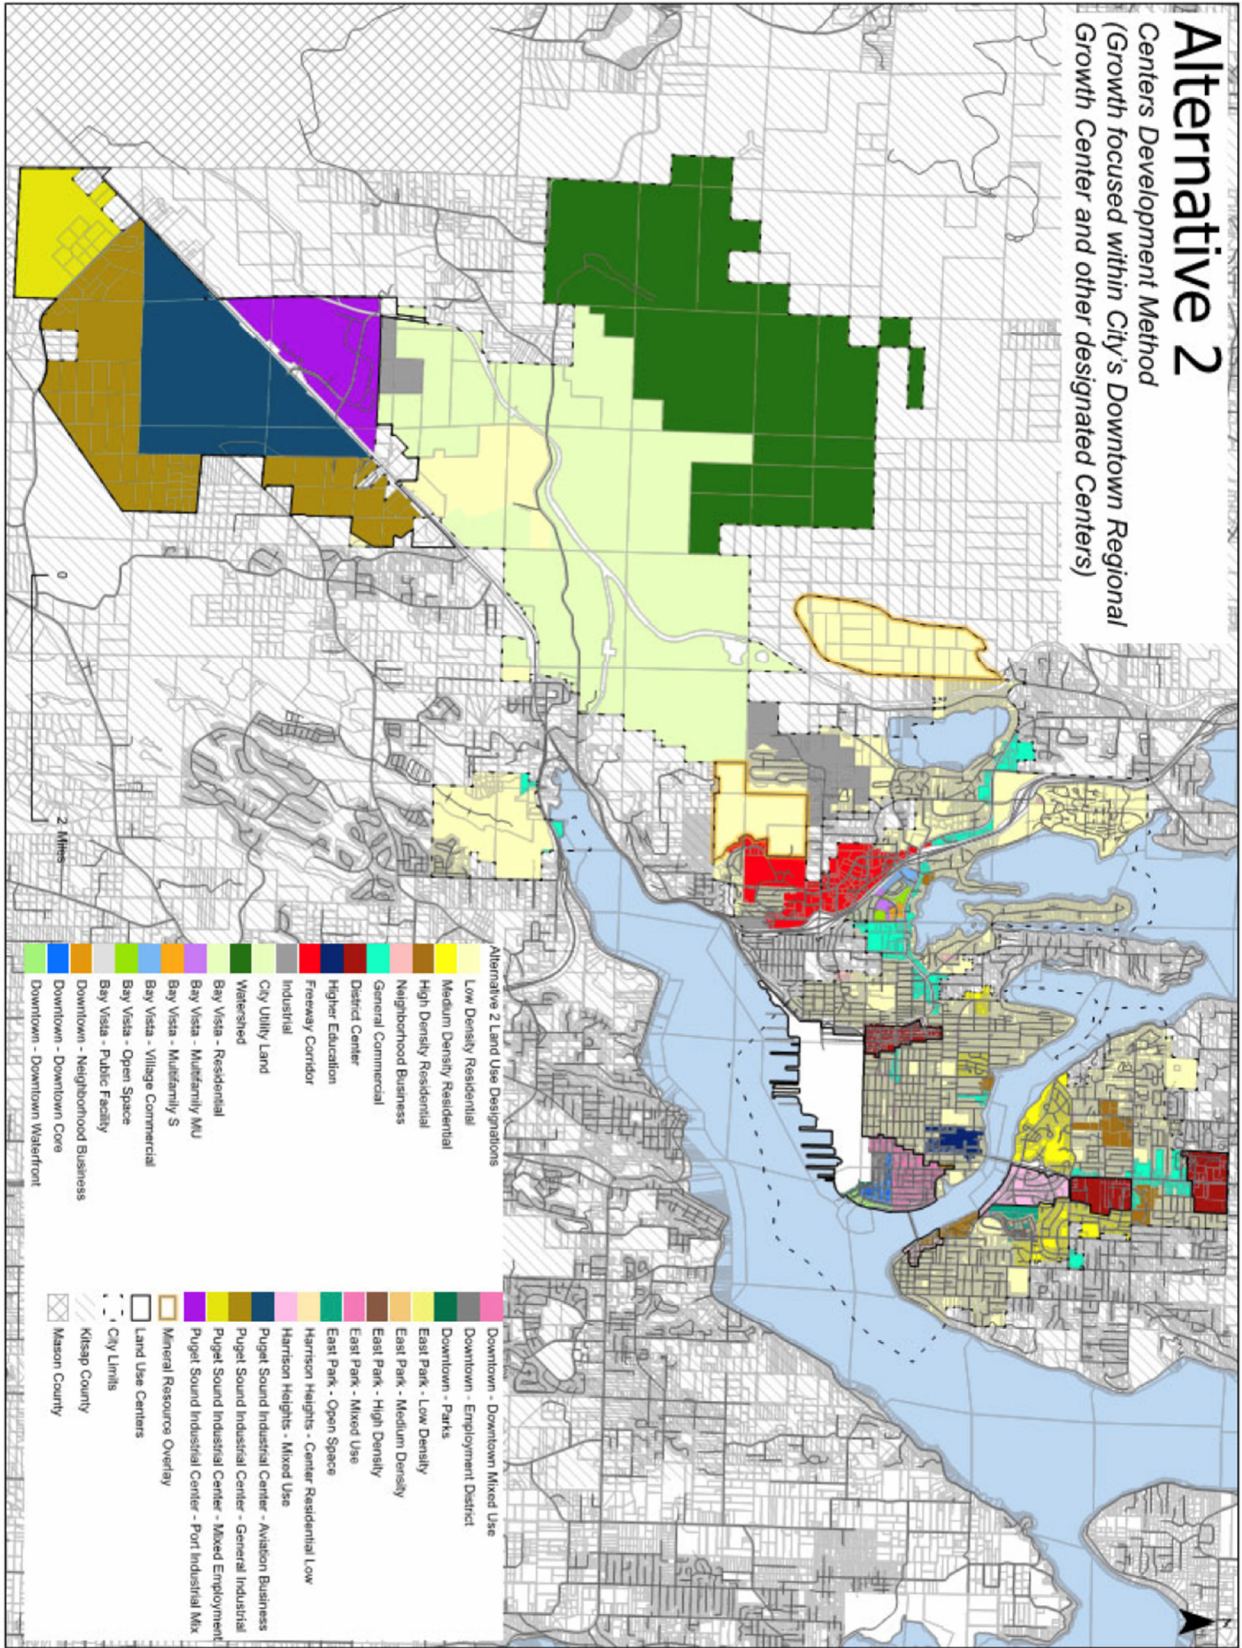 Alternative 2
Centers Development Method
(Growth focused within City's Downtown Regional
Growth Center and other designated Centers)
0
2 Miles
Alternative 2 Land Use Designations
Low Density Residential
Medium Density Residential
High Density Residential
Neighborhood Business
General Commercial
District Center
Higher Education
Freeway Corridor
Industrial
City Utility Land
Watershed
Bay Vista - Residential
Bay Vista - Multifamily MU
Bay Vista - Multifamily S
Bay Vista - Village Commercial
Bay Vista - Open Space
Bay Vista - Public Facility
Downtown - Neighborhood Business
Downtown - Downtown Core
Downtown - Downtown Waterfront
Downtown - Downtown Mixed Use
Downtown - Employment District
Downtown - Parks
East Park - Low Density
East Park - Medium Density
East Park - High Density
East Park - Mixed Use
East Park - Open Space
Harrison Heights - Center Residential Low
Harrison Heights - Mixed Use
Puget Sound Industrial Center - Aviation Business
Puget Sound Industrial Center - General Industrial
Puget Sound Industrial Center - Mixed Employment
Puget Sound Industrial Center - Port Industrial Mix
Mineral Resource Overlay
Land Use Centers
City Limits
Kitsap County
Mason County